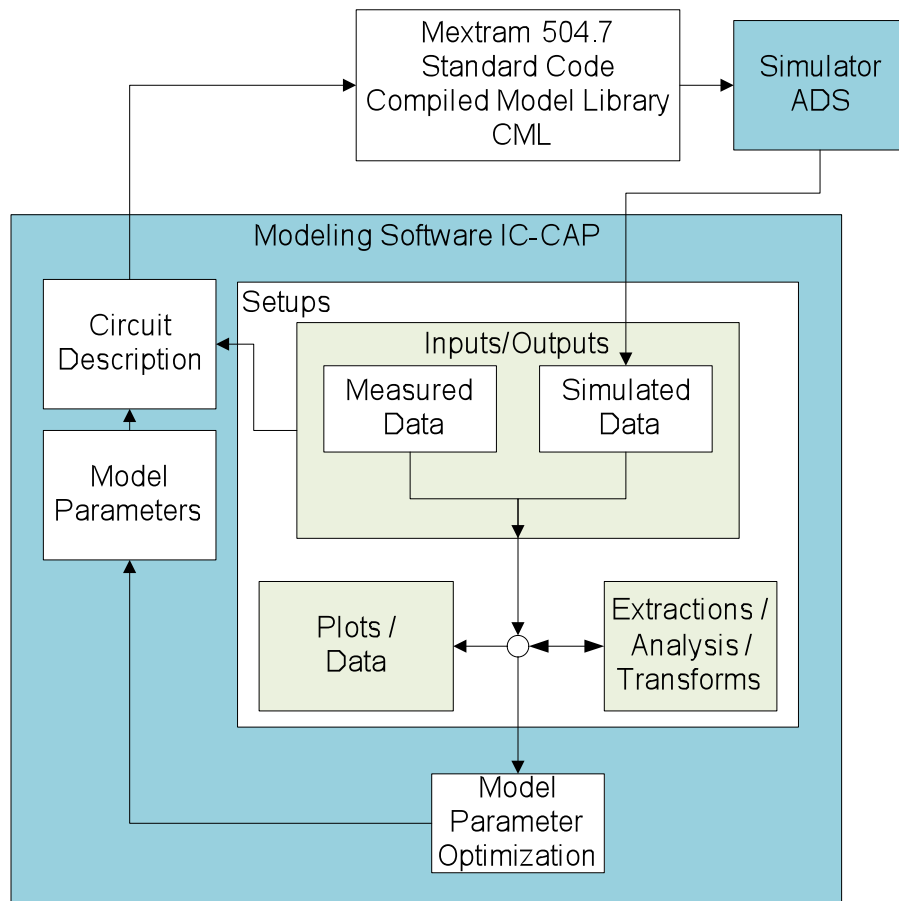 Mextram 504.7
Standard Code
Compiled Model Library
CML
Simulator
ADS
Modeling Software IC-CAP
Circuit
Description
Setups
Inputs/Outputs
Measured
Data
Simulated
Data
Model
Parameters
Plots /
Data
Extractions /
Analysis /
Transforms
Model
Parameter
Optimization